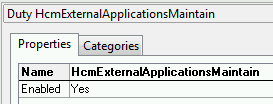 Duty HcmExternalApplicationsMaintain
Properties Categories
Name HcmExternalApplicationsMaintain
Enabled Yes